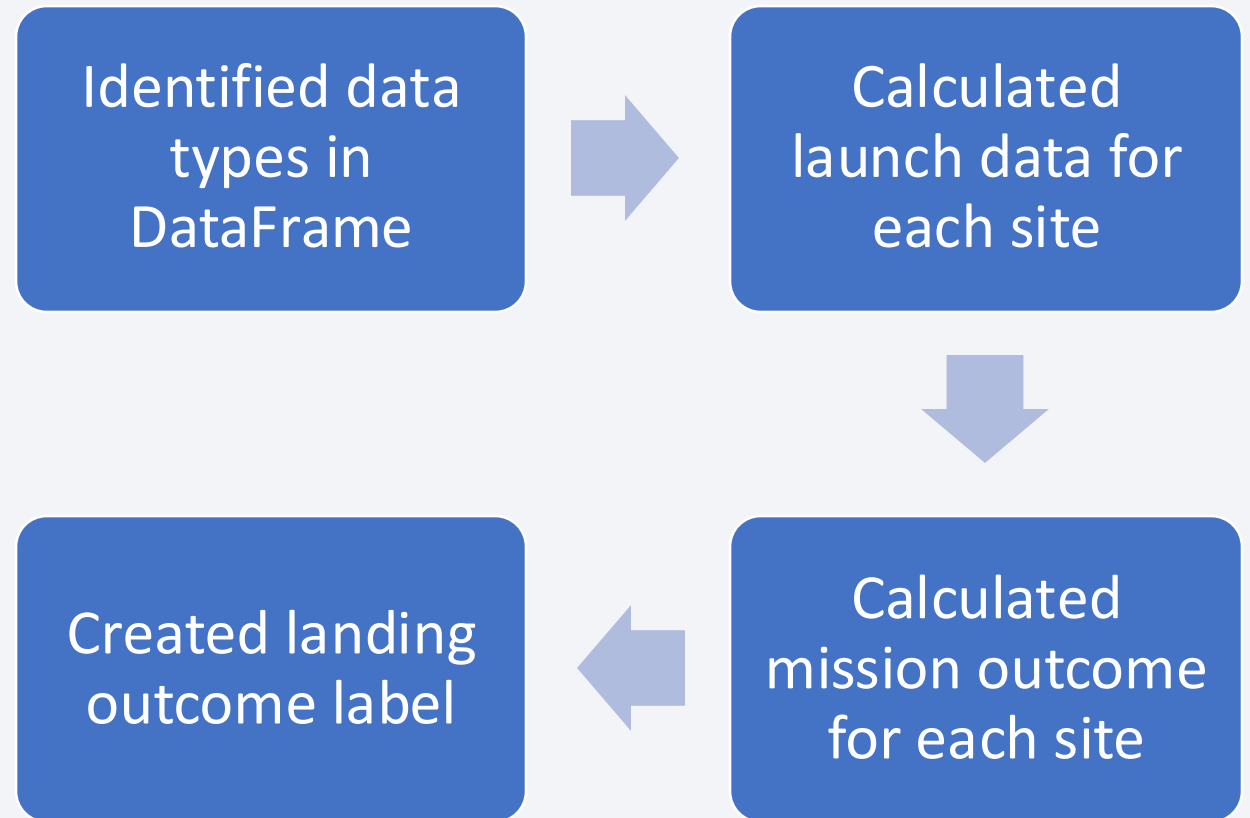 Identified data
types in
DataFrame
Calculated
launch data for
each site
Calculated
mission outcome
for each site
Created landing
outcome label